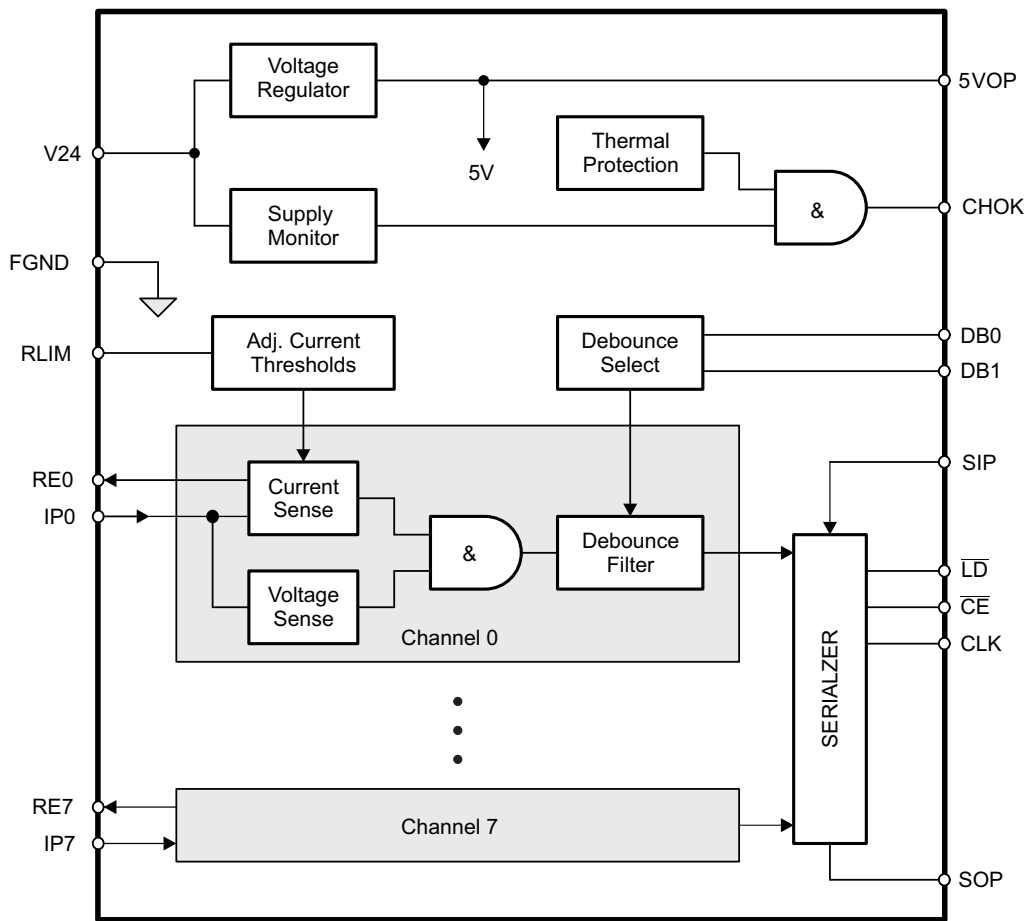 Voltage
Regulator
5VOP
V24
5V
Thermal
Protection
&
CHOK
Supply
Monitor
FGND
RLIM
Adj. Current
Thresholds
Debounce
Select
DB0
DB1
RE0
IP0
Current
Sense
&
Debounce
Filter
Voltage
Sense
Channel 0
SIP
LD
CE
CLK
SERIALZER
RE7
IP7
Channel 7
SOP